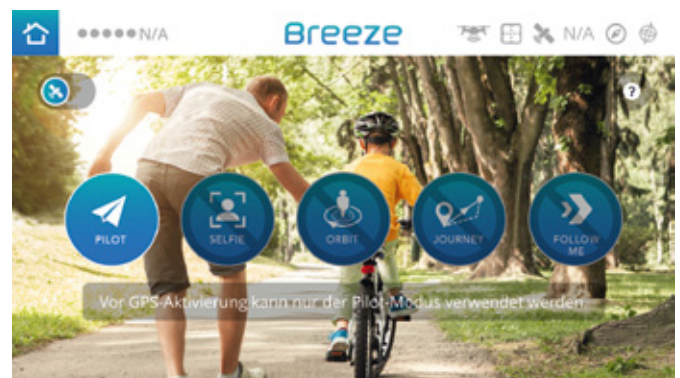 N/A
Breeze
N/A
?
PILOT
SELFIE
ORBIT
JOURNEY
FOLLOW
ME
Vor GPS-Aktivierung kann nur der Pilot-Modus verwendet werden.